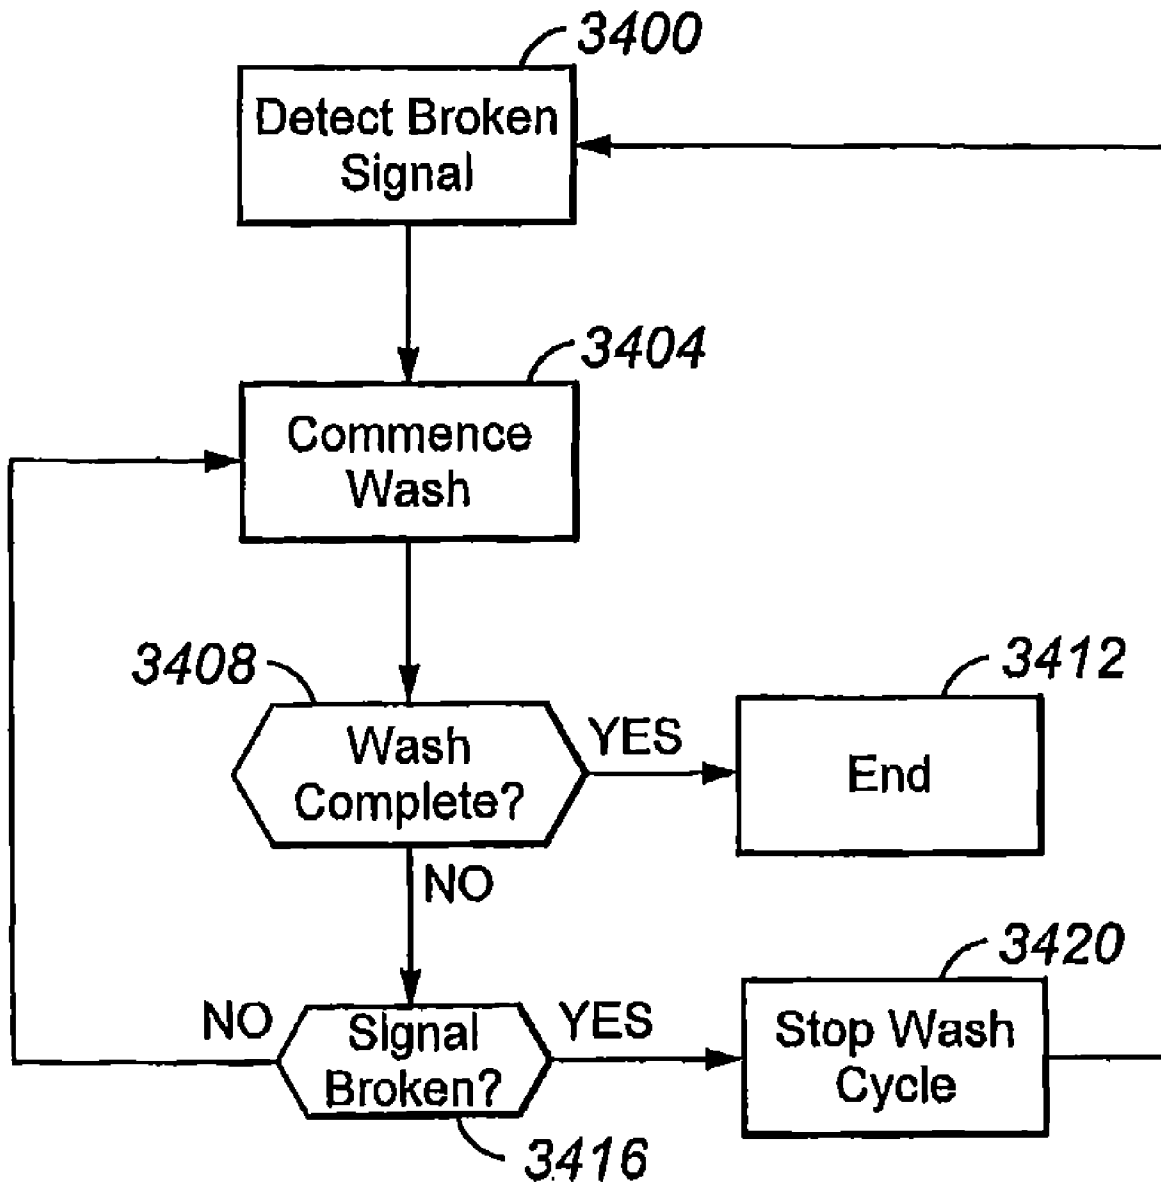 3400
Detect Broken
Signal
3404
Commence
Wash
3408
Wash
Complete?
YES
3412
End
NO
NO
Signal
Broken?
YES
3420
Stop Wash
Cycle
3416